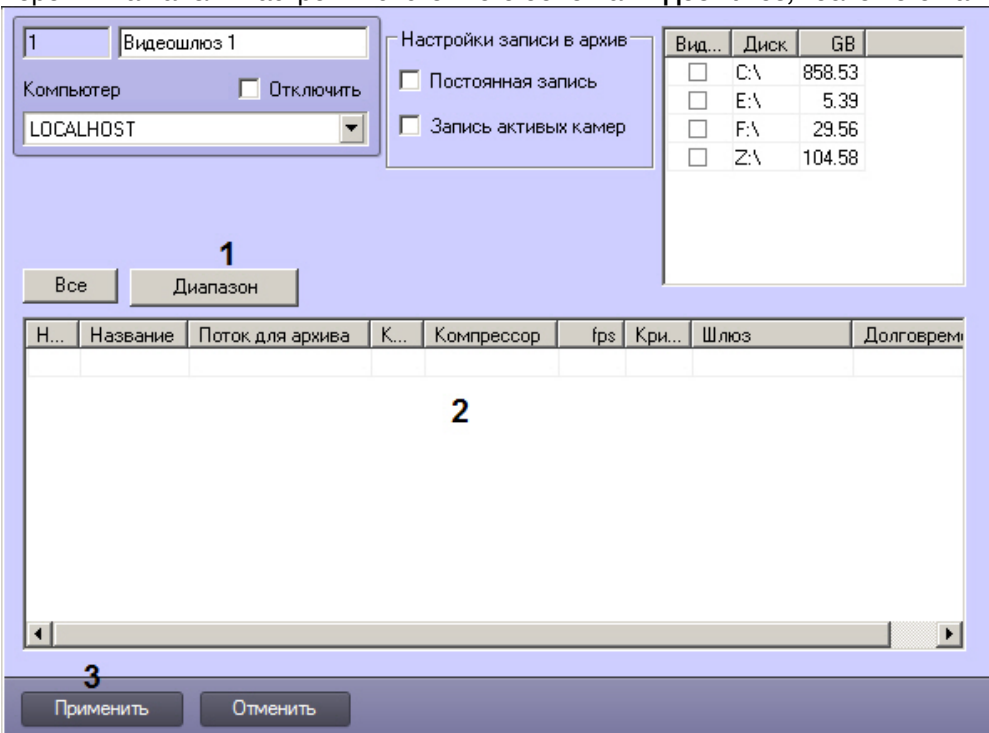 1 Видеошлюз 1
Компьютер Отключить
LOCALHOST
Настройки записи в архив
Постоянная запись
Запись активых камер
Вид... Диск GB
C:\ 858.53
E:\ 5.39
F:\ 29.56
Z:\ 104.58
1
Все Диапазон
Н... Название Поток для архива К... Компрессор fps Кри... Шлюз Долговрем
2
3
Применить Отменить